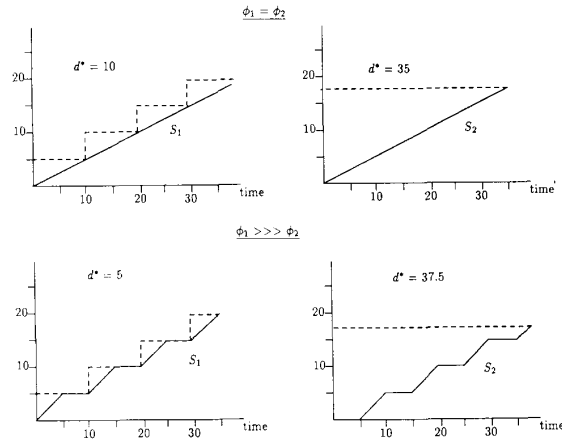 ϕ₁ = ϕ₂
d* = 10
20
10
S₁
10 20 30 time
d* = 35
20
10
S₂
10 20 30 time
ϕ₁ >>> ϕ₂
d* = 5
20
10
S₁
10 20 30 time
d* = 37.5
20
10
S₂
10 20 30 time